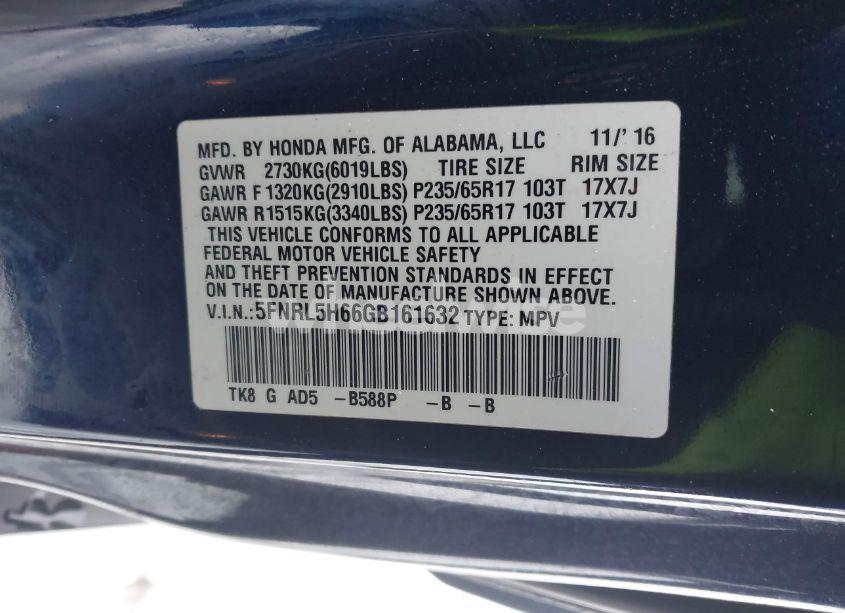 MFD. BY HONDA MFG. OF ALABAMA, LLC 11/'16
GVWR 2730KG(6019LBS) TIRE SIZE RIM SIZE
GAWR F1320KG(2910LBS) P235/65R17 103T 17X7J
GAWR R1515KG(3340LBS) P235/65R17 103T 17X7J
THIS VEHICLE CONFORMS TO ALL APPLICABLE
FEDERAL MOTOR VEHICLE SAFETY
AND THEFT PREVENTION STANDARDS IN EFFECT
ON THE DATE OF MANUFACTURE SHOWN ABOVE.
V.I.N.:5FNRL5H66GB161632 TYPE: MPV
TK8 G AD5 -B588P -B -B